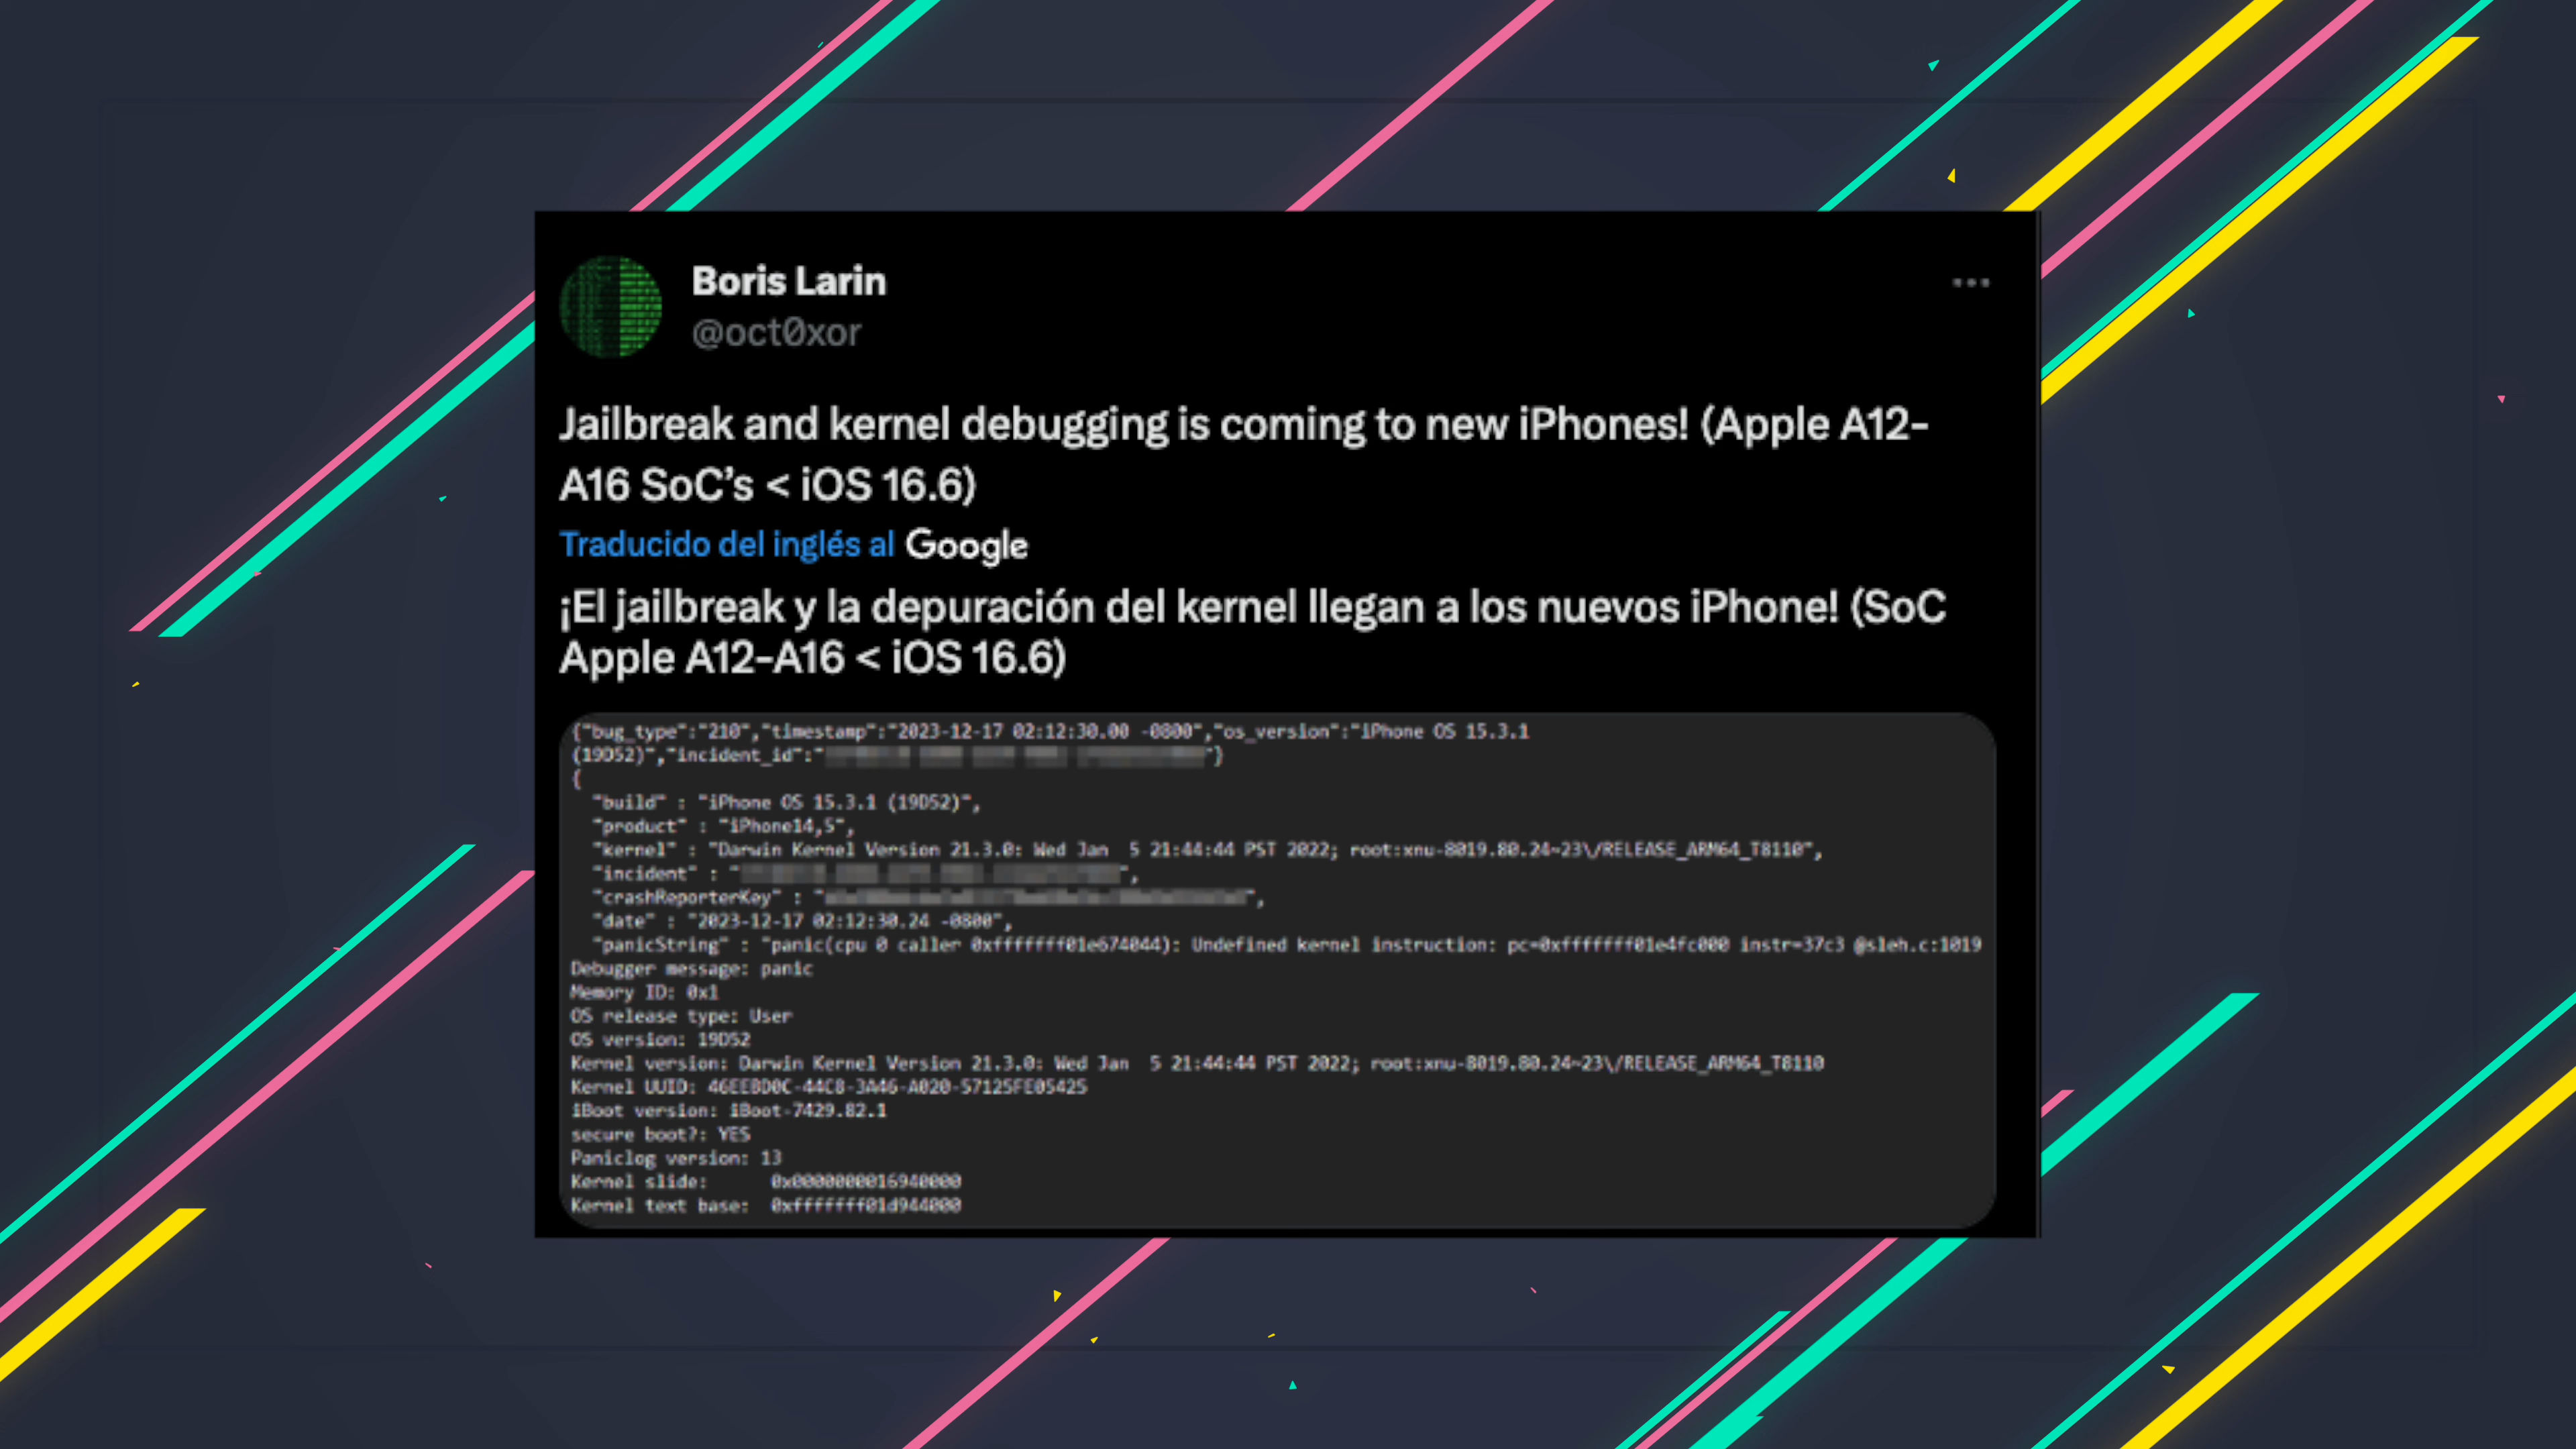 Boris Larin
@oct0xor
Jailbreak and kernel debugging is coming to new iPhones! (Apple A12-
A16 SoC's < iOS 16.6)
Traducido del inglés al Google
¡El jailbreak y la depuración del kernel llegan a los nuevos iPhone! (SoC
Apple A12-A16 < iOS 16.6)
{"bug_type":"210","timestamp":"2023-12-17 02:12:30.00 -0800","os_version":"iPhone OS 15.3.1
(19D52)","incident_id":" "}
{
"build" : "iPhone OS 15.3.1 (19D52)",
"product" : "iPhone14,5",
"kernel" : "Darwin Kernel Version 21.3.0: Wed Jan  5 21:44:44 PST 2022; root:xnu-8019.80.24~23\/RELEASE_ARM64_T8110",
"incident" : " ",
"crashReporterKey" : " ",
"date" : "2023-12-17 02:12:30.24 -0800",
"panicString" : "panic(cpu 0 caller 0xfffffff01e674044): Undefined kernel instruction: pc=0xfffffff01e4fc000 instr=37c3 @sleh.c:1019
Debugger message: panic
Memory ID: 0x1
OS release type: User
OS version: 19D52
Kernel version: Darwin Kernel Version 21.3.0: Wed Jan  5 21:44:44 PST 2022; root:xnu-8019.80.24~23\/RELEASE_ARM64_T8110
Kernel UUID: 46EEBD0C-44C8-3A46-A020-57125FE05425
iBoot version: iBoot-7429.82.1
secure boot?: YES
Paniclog version: 13
Kernel slide:      0x0000000016940000
Kernel text base:  0xfffffff01d944000